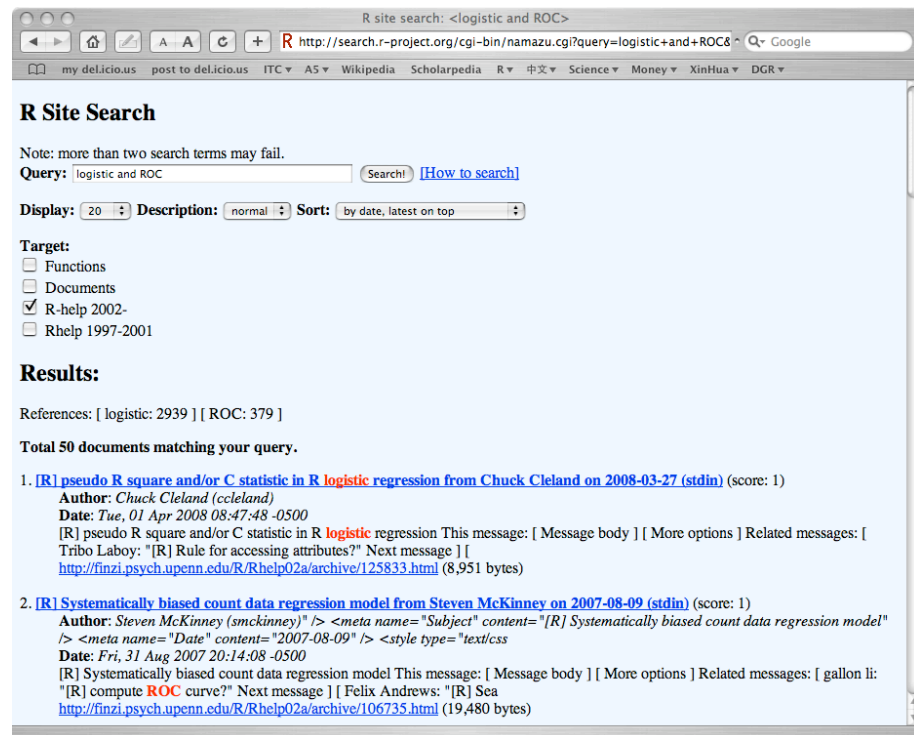 R site search: <logistic and ROC>
A A R http://search.r-project.org/cgi-bin/namazu.cgi?query=logistic+and+ROC& Google
my del.icio.us post to del.icio.us ITC A5 Wikipedia Scholarpedia R 中文 Science Money XinHua DGR
R Site Search
Note: more than two search terms may fail.
Query: logistic and ROC Search! [How to search]
Display: 20 Description: normal Sort: by date, latest on top
Target:
Functions
Documents
R-help 2002-
Rhelp 1997-2001
Results:
References: [ logistic: 2939 ] [ ROC: 379 ]
Total 50 documents matching your query.
1. [R] pseudo R square and/or C statistic in R logistic regression from Chuck Cleland on 2008-03-27 (stdin) (score: 1)
Author: Chuck Cleland (ccleland)
Date: Tue, 01 Apr 2008 08:47:48 -0500
[R] pseudo R square and/or C statistic in R logistic regression This message: [ Message body ] [ More options ] Related messages: [
Tribo Laboy: "[R] Rule for accessing attributes?" Next message ] [
http://finzi.psych.upenn.edu/R/Rhelp02a/archive/125833.html (8,951 bytes)
2. [R] Systematically biased count data regression model from Steven McKinney on 2007-08-09 (stdin) (score: 1)
Author: Steven McKinney (smckinney)" /> <meta name="Subject" content="[R] Systematically biased count data regression model"
/> <meta name="Date" content="2007-08-09" /> <style type="text/css
Date: Fri, 31 Aug 2007 20:14:08 -0500
[R] Systematically biased count data regression model This message: [ Message body ] [ More options ] Related messages: [ gallon li:
"[R] compute ROC curve?" Next message ] [ Felix Andrews: "[R] Sea
http://finzi.psych.upenn.edu/R/Rhelp02a/archive/106735.html (19,480 bytes)